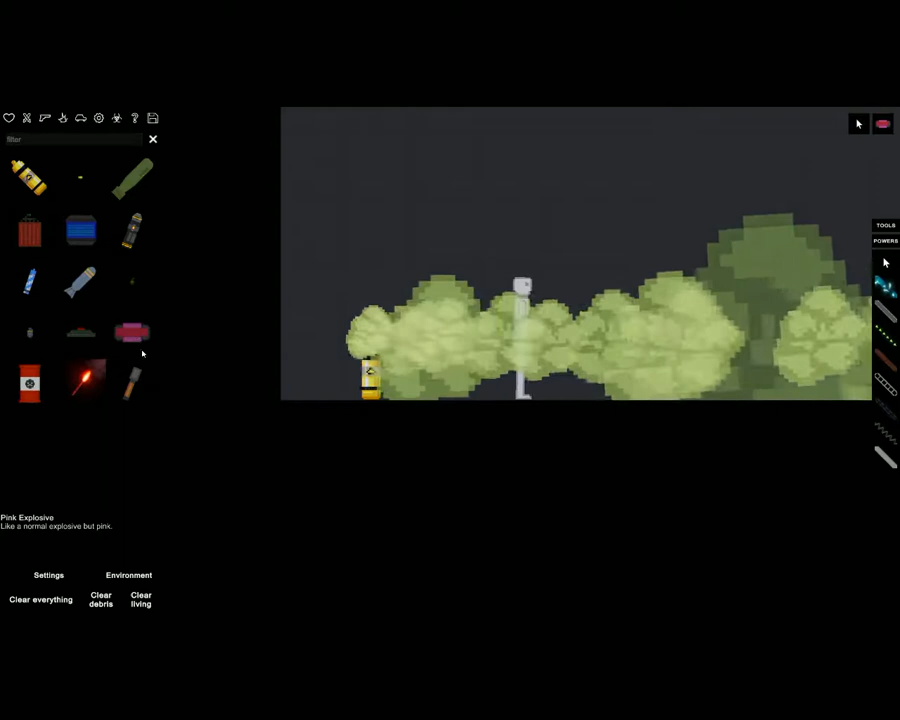 filter
TOOLS
POWERS
Pink Explosive
Like a normal explosive but pink.
Settings
Environment
Clear everything
Clear debris
Clear living